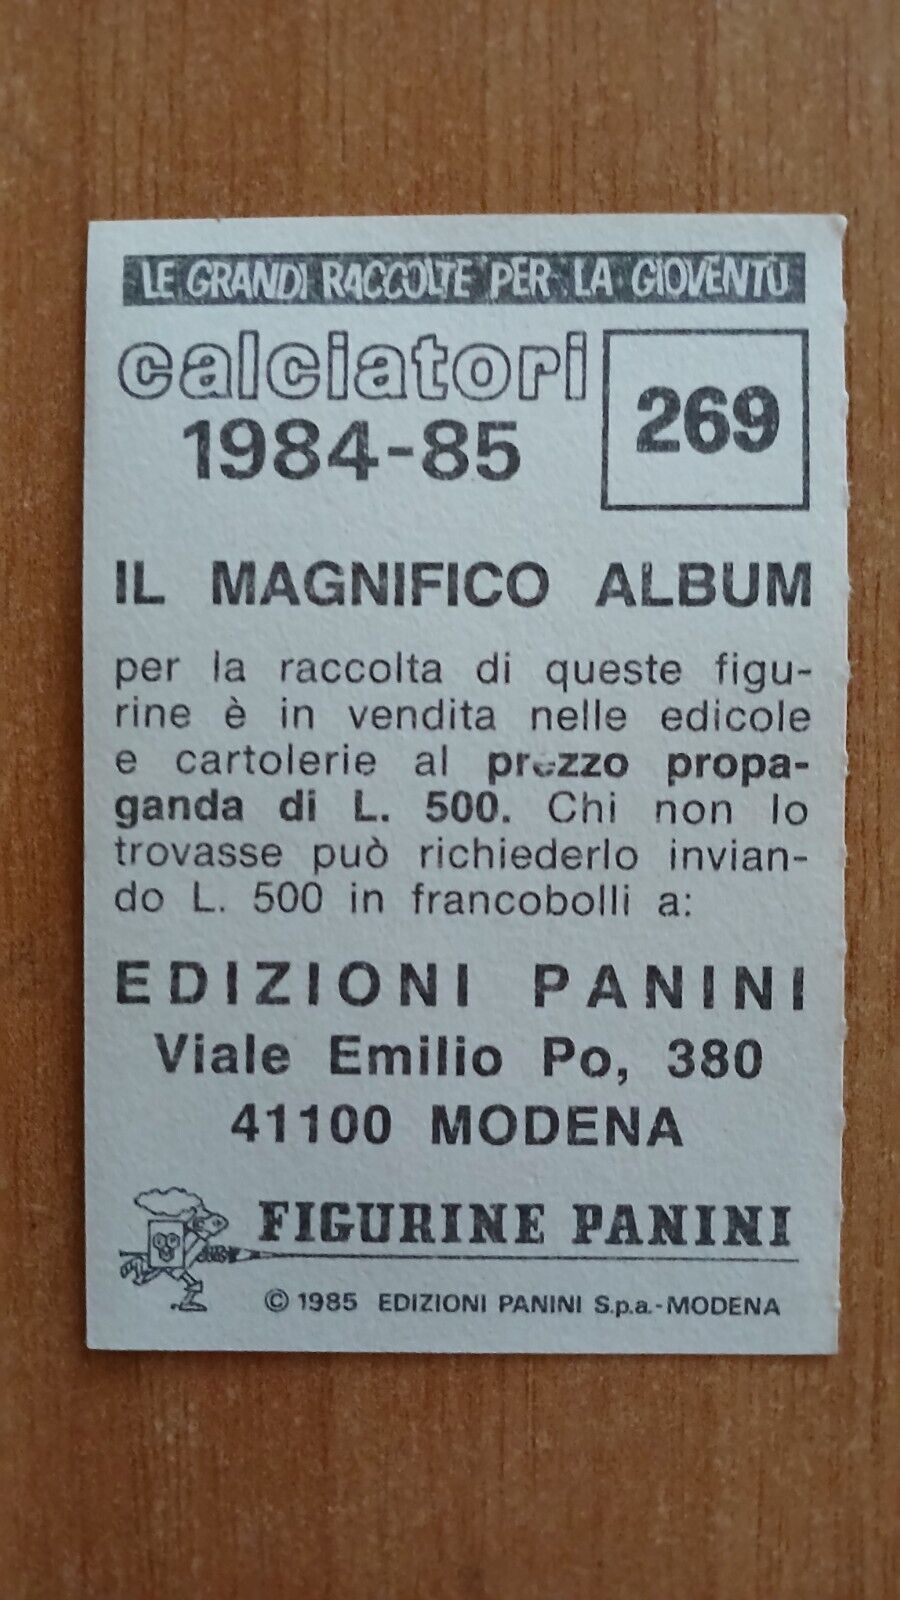 LE GRANDI RACCOLTE PER LA GIOVENTÙ
calciatori
1984-85
269
IL MAGNIFICO ALBUM
per la raccolta di queste figu-
rine è in vendita nelle edicole
e cartolerie al prezzo propa-
ganda di L. 500. Chi non lo
trovasse può richiederlo invian-
do L. 500 in francobolli a:
EDIZIONI PANINI
Viale Emilio Po, 380
41100 MODENA
FIGURINE PANINI
© 1985 EDIZIONI PANINI S.p.a.-MODENA